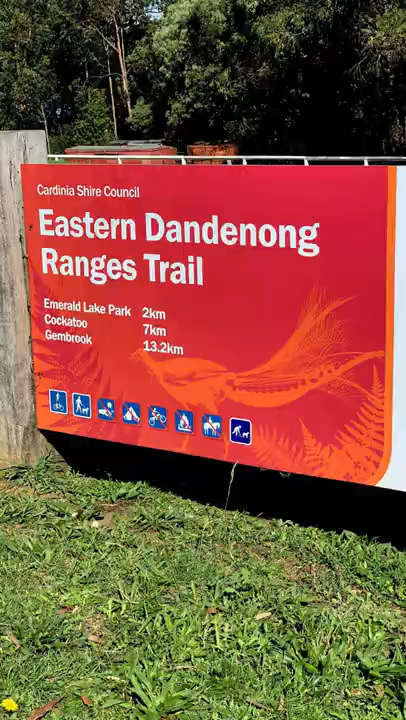 Cardinia Shire Council
Eastern Dandenong
Ranges Trail
Emerald Lake Park 2km
Cockatoo 7km
Gembrook 13.2km